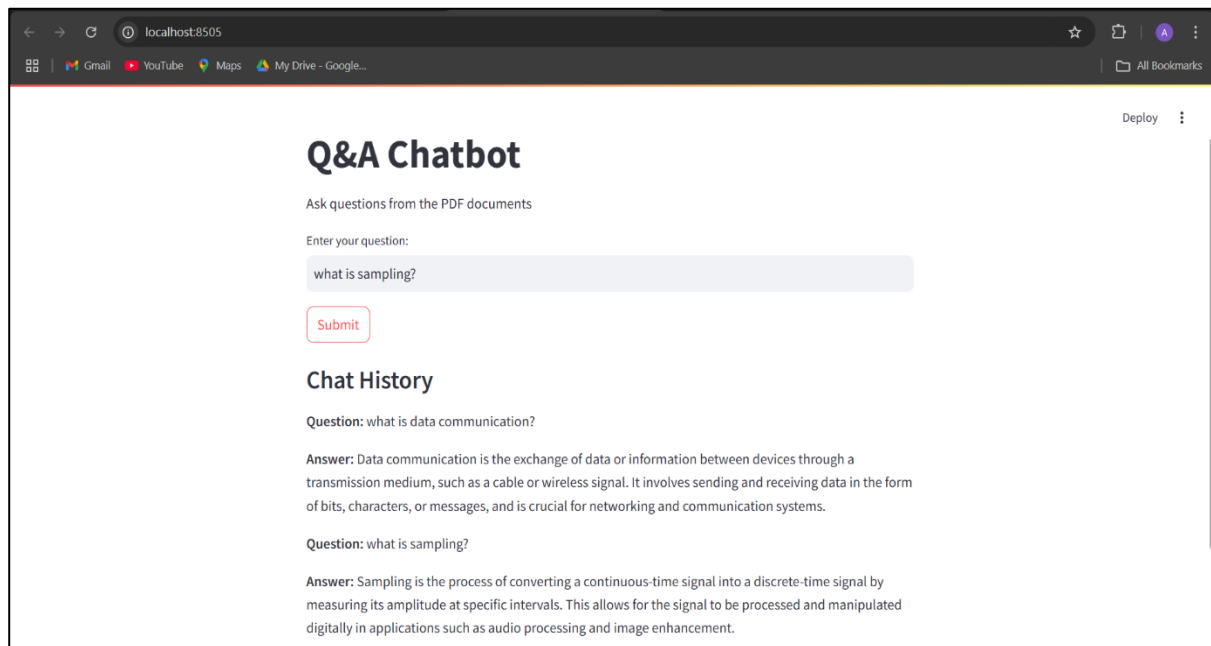 localhost:8505
A
Gmail YouTube Maps My Drive - Google... All Bookmarks
Deploy
Q&A Chatbot
Ask questions from the PDF documents
Enter your question:
what is sampling?
Submit
Chat History
Question: what is data communication?
Answer: Data communication is the exchange of data or information between devices through a
transmission medium, such as a cable or wireless signal. It involves sending and receiving data in the form
of bits, characters, or messages, and is crucial for networking and communication systems.
Question: what is sampling?
Answer: Sampling is the process of converting a continuous-time signal into a discrete-time signal by
measuring its amplitude at specific intervals. This allows for the signal to be processed and manipulated
digitally in applications such as audio processing and image enhancement.